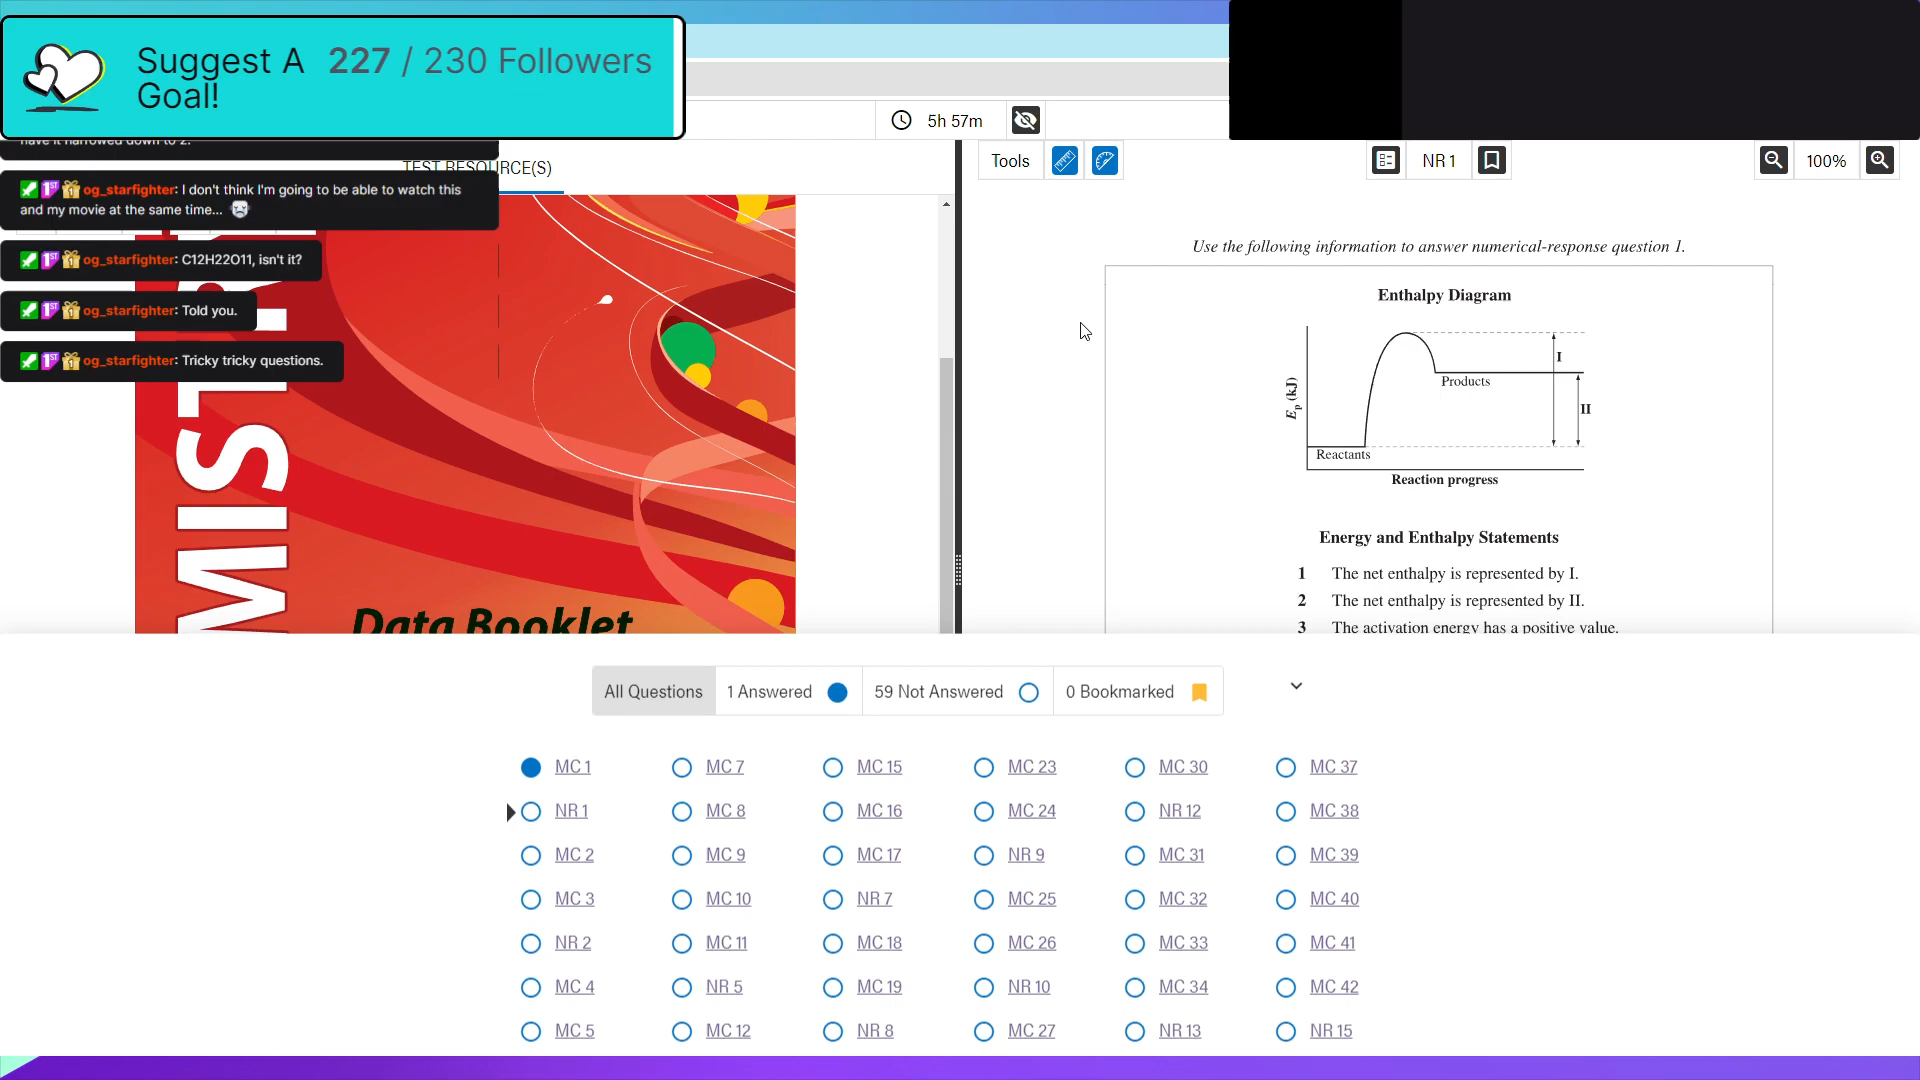 Suggest A
Goal!
227 / 230 Followers
5h 57m
have it narrowed down to 2.
TEST RESOURCE(S)
og_starfighter: I don't think I'm going to be able to watch this
and my movie at the same time...
og_starfighter: C12H22O11, isn't it?
og_starfighter: Told you.
og_starfighter: Tricky tricky questions.
Data Booklet
Tools
NR 1
100%
Use the following information to answer numerical-response question 1.
Enthalpy Diagram
Ep (kJ)
I
Products
II
Reactants
Reaction progress
Energy and Enthalpy Statements
1 The net enthalpy is represented by I.
2 The net enthalpy is represented by II.
3 The activation energy has a positive value.
All Questions 1 Answered 59 Not Answered 0 Bookmarked
MC 1 MC 7 MC 15 MC 23 MC 30 MC 37
NR 1 MC 8 MC 16 MC 24 NR 12 MC 38
MC 2 MC 9 MC 17 NR 9 MC 31 MC 39
MC 3 MC 10 NR 7 MC 25 MC 32 MC 40
NR 2 MC 11 MC 18 MC 26 MC 33 MC 41
MC 4 NR 5 MC 19 NR 10 MC 34 MC 42
MC 5 MC 12 NR 8 MC 27 NR 13 NR 15